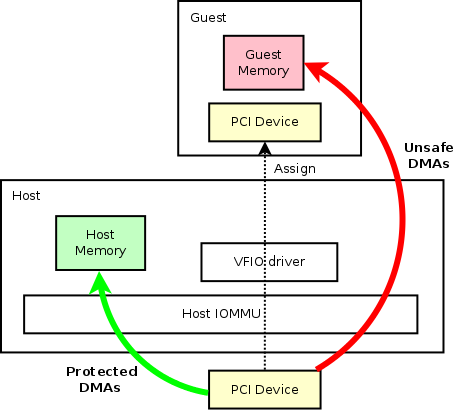 Guest
Guest
Memory
PCI Device
Unsafe
DMAs
Assign
Host
Host
Memory
VFIO driver
Host IOMMU
Protected
DMAs
PCI Device